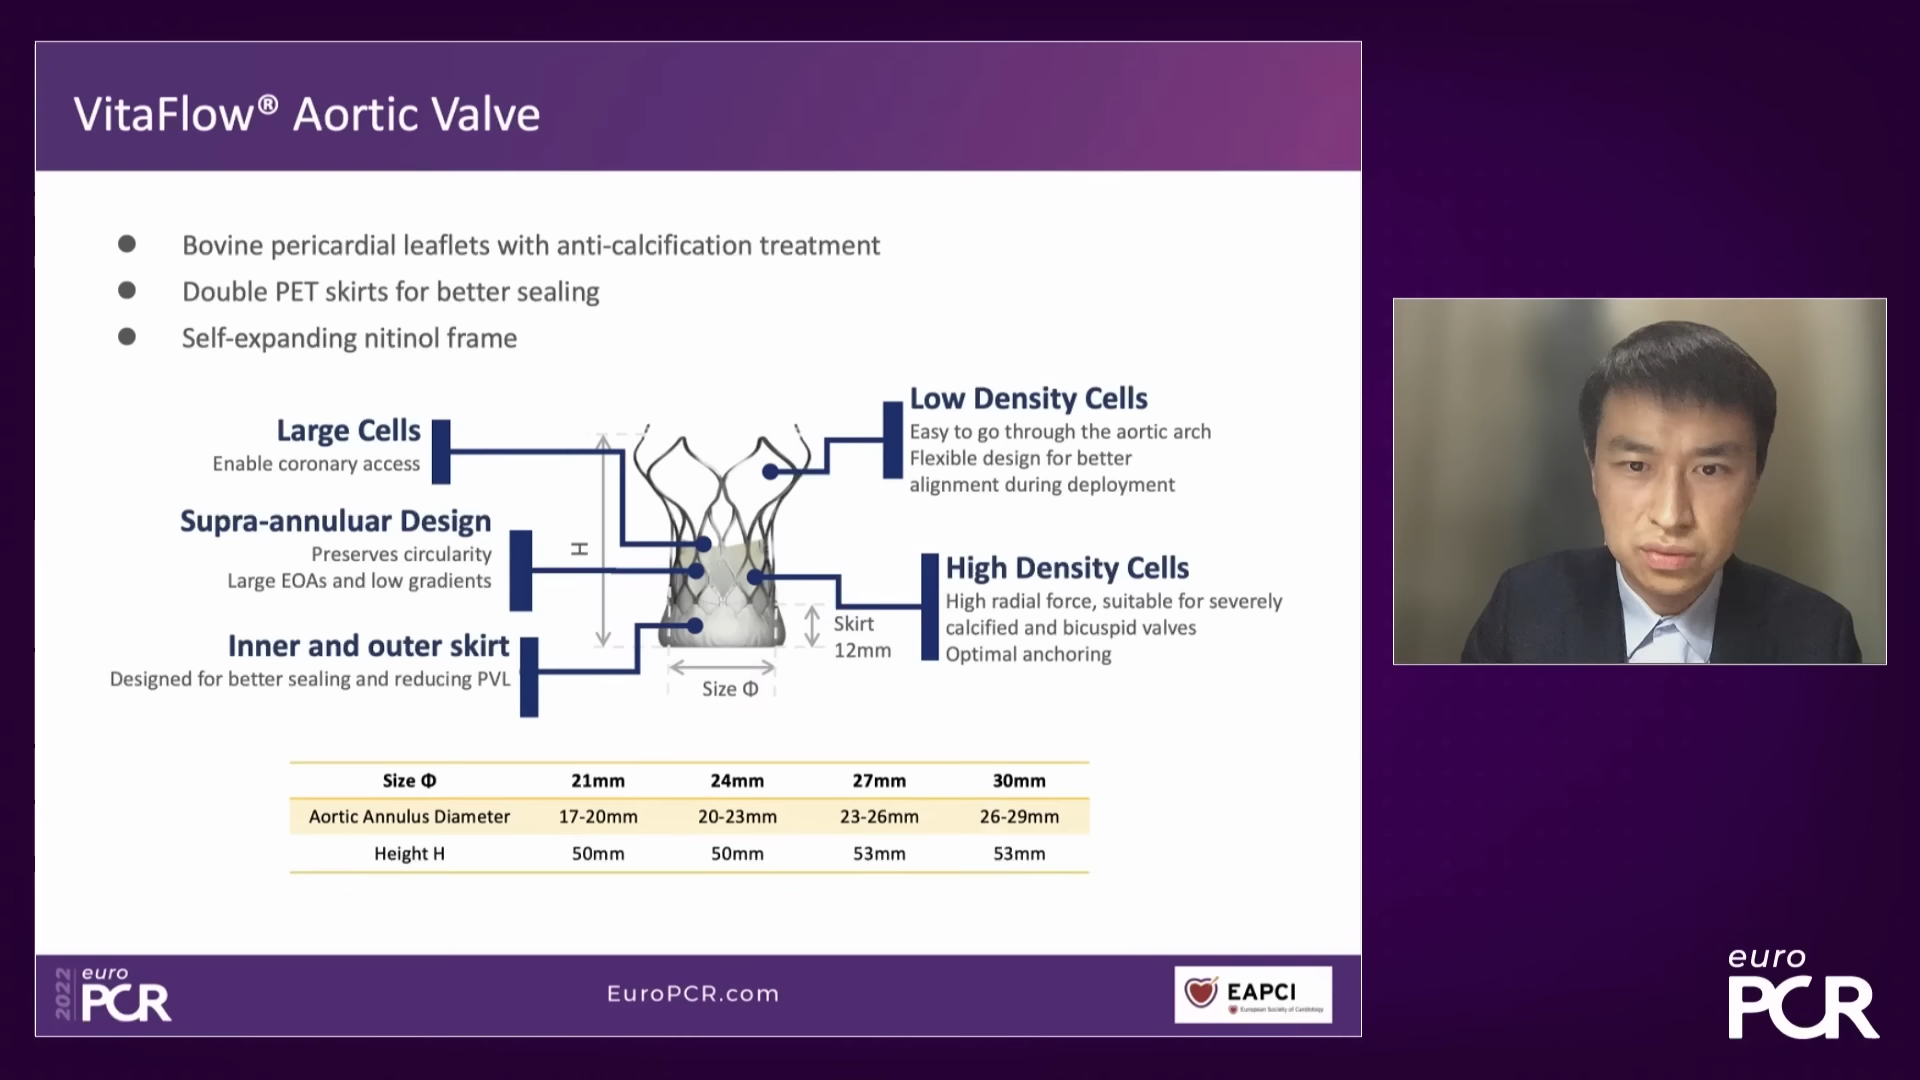 VitaFlow® Aortic Valve
● Bovine pericardial leaflets with anti-calcification treatment
● Double PET skirts for better sealing
● Self-expanding nitinol frame
Large Cells
Enable coronary access
Supra-annuluar Design
Preserves circularity
Large EOAs and low gradients
Inner and outer skirt
Designed for better sealing and reducing PVL
H
Size Φ
Skirt
12mm
Low Density Cells
Easy to go through the aortic arch
Flexible design for better
alignment during deployment
High Density Cells
High radial force, suitable for severely
calcified and bicuspid valves
Optimal anchoring
Size Φ 21mm 24mm 27mm 30mm
Aortic Annulus Diameter 17-20mm 20-23mm 23-26mm 26-29mm
Height H 50mm 50mm 53mm 53mm
2022
euro
PCR
EuroPCR.com
EAPCI
European Society of Cardiology
euro
PCR